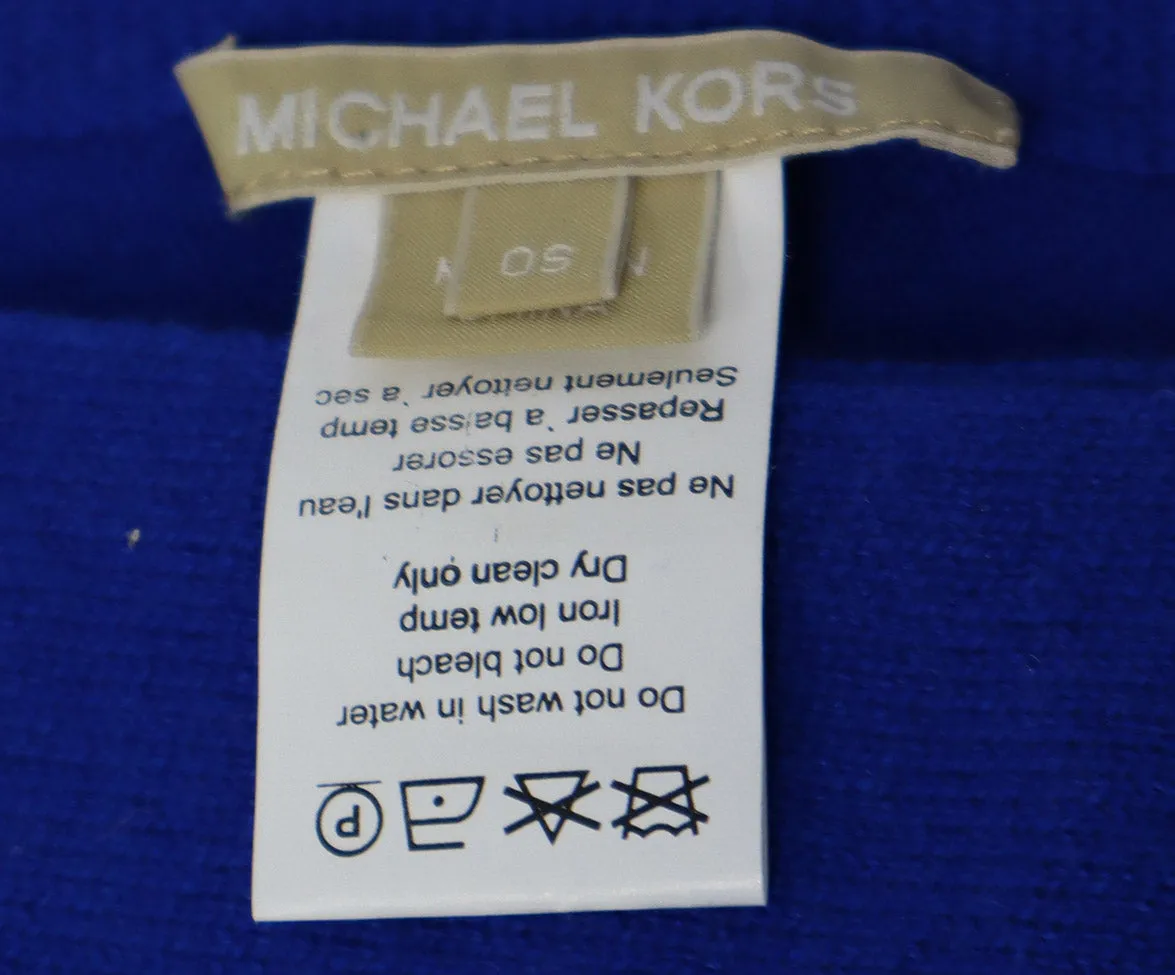 MICHAEL KORS
OS
P
Do not wash in water
Do not bleach
Iron low temp
Dry clean only
Ne pas nettoyer dans l'eau
Ne pas essorer
Repasser `a baisse temp
Seulement nettoyer `a sec